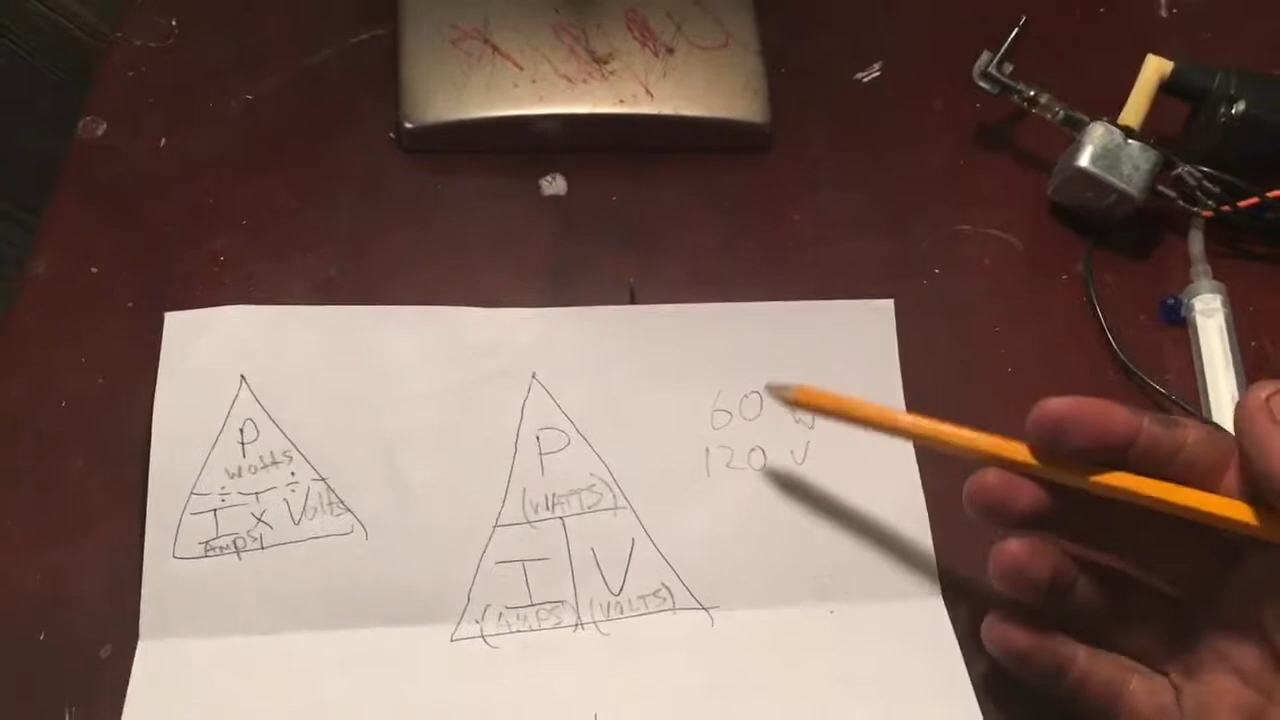 P
watts
÷ ÷
I x Volts
AMPS
P
(WATTS)
I V
(AMPS) (VOLTS)
60 W
120 V